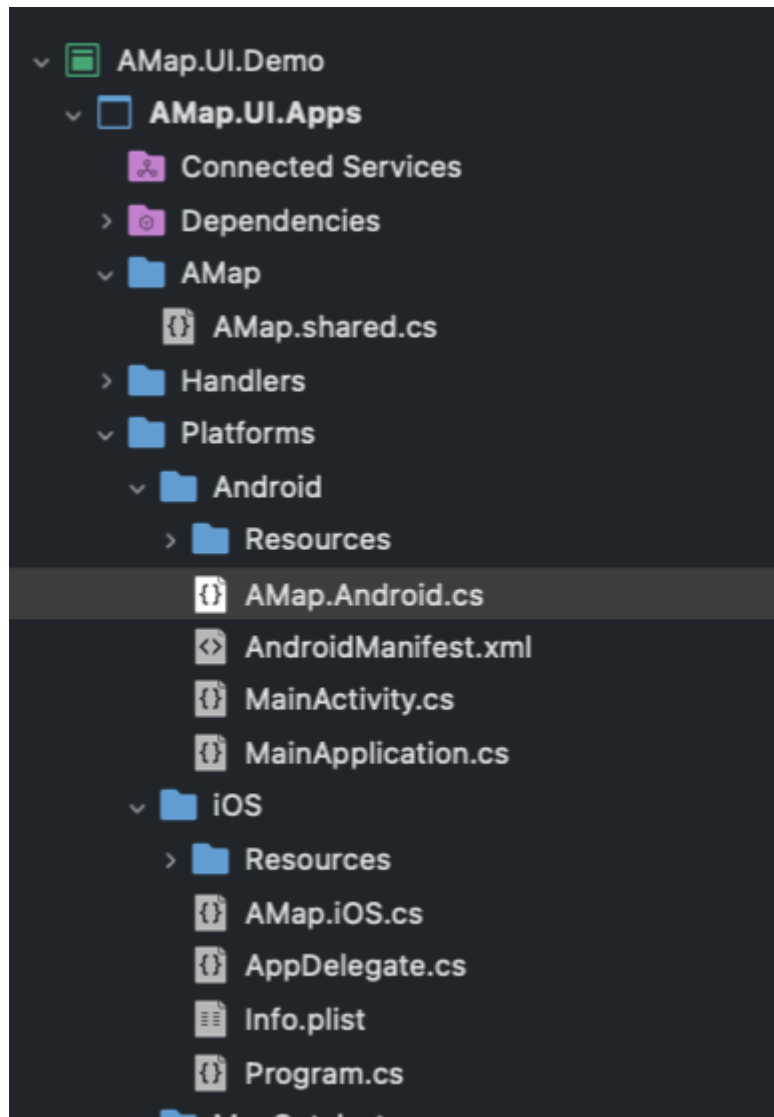 AMap.UI.Demo
AMap.UI.Apps
Connected Services
Dependencies
AMap
AMap.shared.cs
Handlers
Platforms
Android
Resources
AMap.Android.cs
AndroidManifest.xml
MainActivity.cs
MainApplication.cs
iOS
Resources
AMap.iOS.cs
AppDelegate.cs
Info.plist
Program.cs